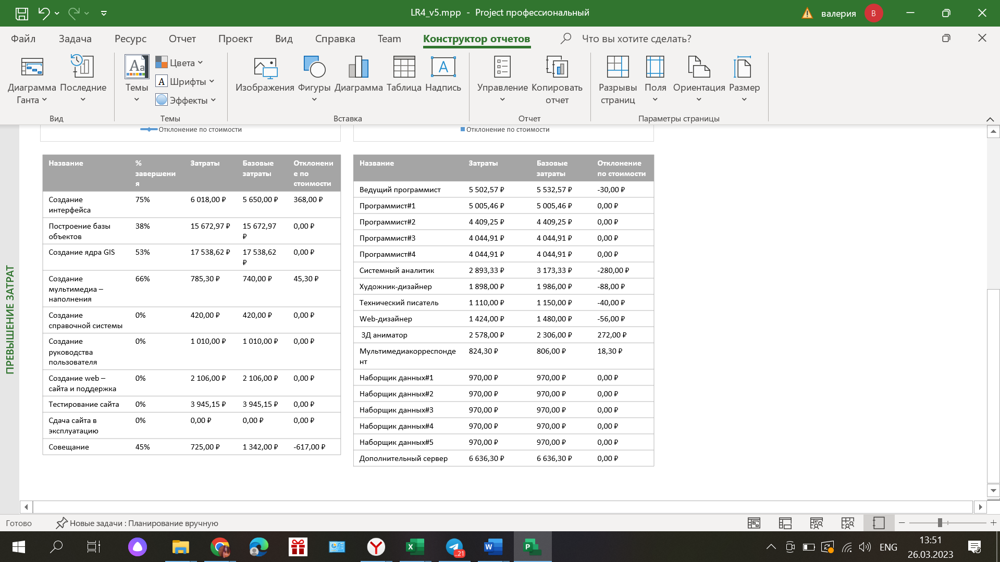 LR4_v5.mpp - Project профессиональный
валерия
В
Файл Задача Ресурс Отчет Проект Вид Справка Team Конструктор отчетов Что вы хотите сделать?
Диаграмма Ганта
Последние
Вид
Aa
Темы
Цвета
A Шрифты
Эффекты
Темы
Изображения
Фигуры
Диаграмма
Таблица
A
Надпись
Вставка
Управление
Копировать отчет
Отчет
Разрывы страниц
Поля
Ориентация
Размер
Параметры страницы
ПРЕВЫШЕНИЕ ЗАТРАТ
Отклонение по стоимости
Отклонение по стоимости
Название % завершени Затраты Базовые Отклонени
я затраты е по
стоимости
Создание 75% 6 018,00 ₽ 5 650,00 ₽ 368,00 ₽
интерфейса
Построение базы 38% 15 672,97 ₽ 15 672,97 0,00 ₽
объектов ₽
Создание ядра GIS 53% 17 538,62 ₽ 17 538,62 0,00 ₽
₽
Создание 66% 785,30 ₽ 740,00 ₽ 45,30 ₽
мультимедиа –
наполнения
Создание 0% 420,00 ₽ 420,00 ₽ 0,00 ₽
справочной системы
Создание 0% 1 010,00 ₽ 1 010,00 ₽ 0,00 ₽
руководства
пользователя
Создание web – 0% 2 106,00 ₽ 2 106,00 ₽ 0,00 ₽
сайта и поддержка
Тестирование сайта 0% 3 945,15 ₽ 3 945,15 ₽ 0,00 ₽
Сдача сайта в 0% 0,00 ₽ 0,00 ₽ 0,00 ₽
эксплуатацию
Совещание 45% 725,00 ₽ 1 342,00 ₽ -617,00 ₽
Название Затраты Базовые Отклонение
затраты по стоимости
Ведущий программист 5 502,57 ₽ 5 532,57 ₽ -30,00 ₽
Программист#1 5 005,46 ₽ 5 005,46 ₽ 0,00 ₽
Программист#2 4 409,25 ₽ 4 409,25 ₽ 0,00 ₽
Программист#3 4 044,91 ₽ 4 044,91 ₽ 0,00 ₽
Программист#4 4 044,91 ₽ 4 044,91 ₽ 0,00 ₽
Системный аналитик 2 893,33 ₽ 3 173,33 ₽ -280,00 ₽
Художник-дизайнер 1 898,00 ₽ 1 986,00 ₽ -88,00 ₽
Технический писатель 1 110,00 ₽ 1 150,00 ₽ -40,00 ₽
Web-дизайнер 1 424,00 ₽ 1 480,00 ₽ -56,00 ₽
3Д аниматор 2 578,00 ₽ 2 306,00 ₽ 272,00 ₽
Мультимедиакорреспонде 824,30 ₽ 806,00 ₽ 18,30 ₽
нт
Наборщик данных#1 970,00 ₽ 970,00 ₽ 0,00 ₽
Наборщик данных#2 970,00 ₽ 970,00 ₽ 0,00 ₽
Наборщик данных#3 970,00 ₽ 970,00 ₽ 0,00 ₽
Наборщик данных#4 970,00 ₽ 970,00 ₽ 0,00 ₽
Наборщик данных#5 970,00 ₽ 970,00 ₽ 0,00 ₽
Дополнительный сервер 6 636,30 ₽ 6 636,30 ₽ 0,00 ₽
Готово Новые задачи : Планирование вручную
..21
ENG
13:51
26.03.2023